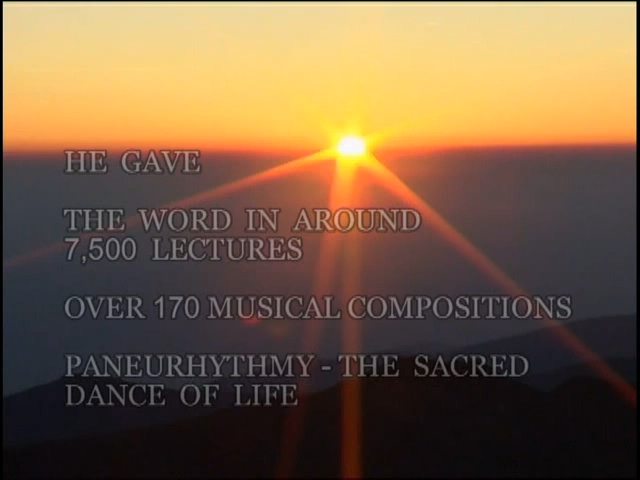 HE GAVE
THE WORD IN AROUND
7,500 LECTURES
OVER 170 MUSICAL COMPOSITIONS
PANEURHYTHMY - THE SACRED
DANCE OF LIFE